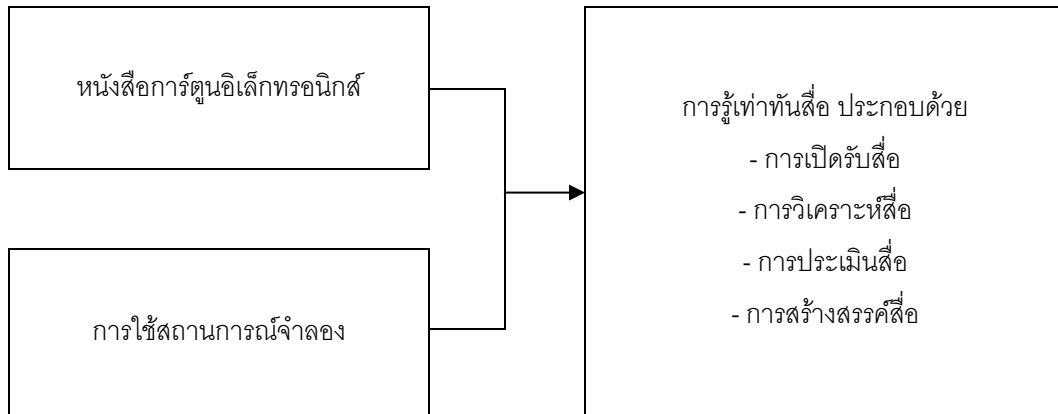 หนังสือการ์ตูนอิเล็กทรอนิกส์
การใช้สถานการณ์จำลอง
การรู้เท่าทันสื่อ ประกอบด้วย
- การเปิดรับสื่อ
- การวิเคราะห์สื่อ
- การประเมินสื่อ
- การสร้างสรรค์สื่อ